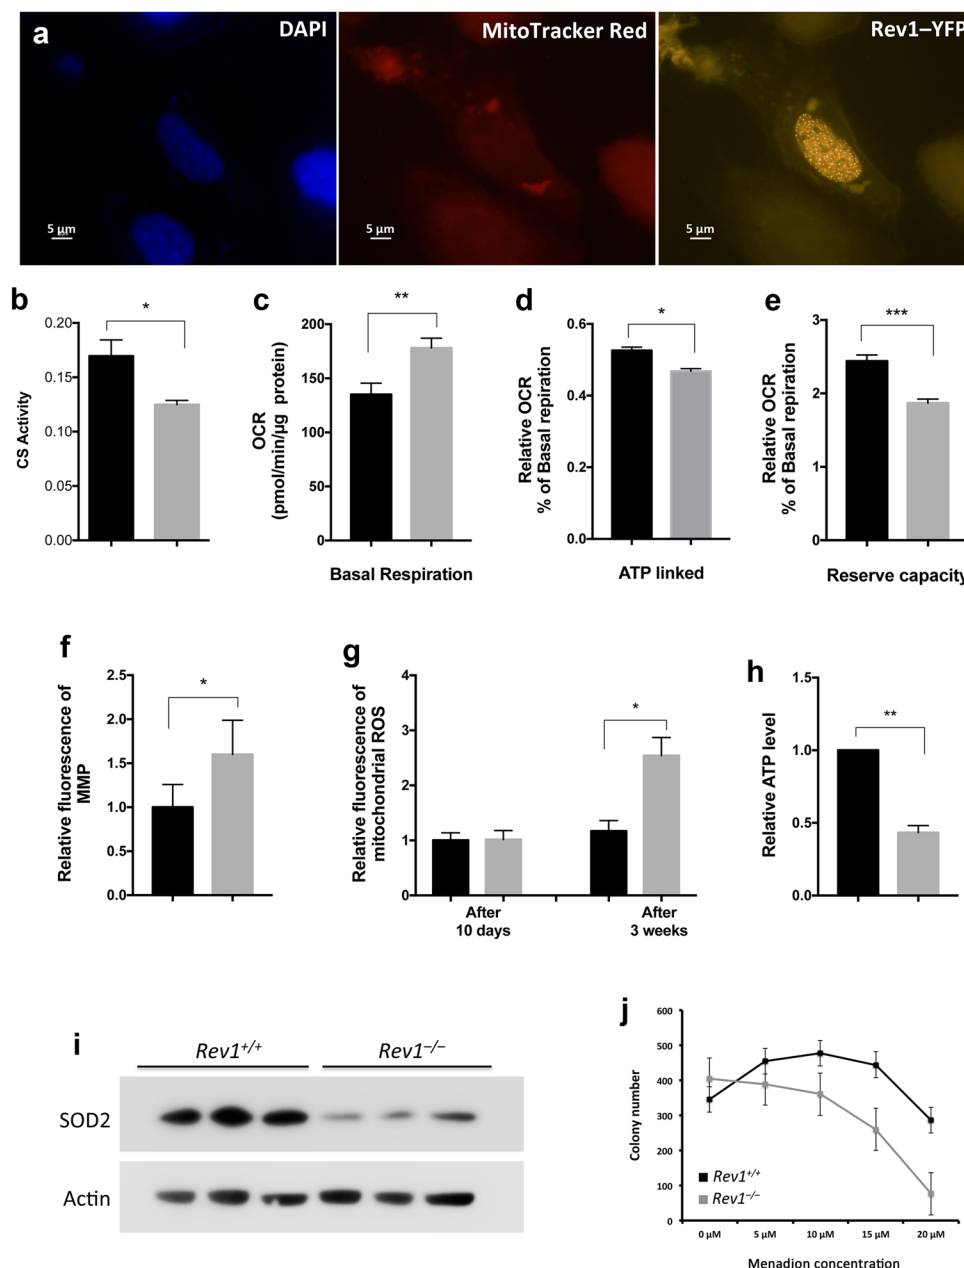 a
DAPI
MitoTracker Red
Rev1–YFP
5 µm
5 µm
5 µm
b
*
0.20
0.15
0.10
0.05
0.00
CS Activity
c
**
200
150
100
50
0
OCR
(pmol/min/µg protein)
Basal Respiration
d
*
0.6
0.4
0.2
0.0
Relative OCR
% of Basal repiration
ATP linked
e
***
3
2
1
0
Relative OCR
% of Basal repiration
Reserve capacity
f
*
2.5
2.0
1.5
1.0
0.5
0.0
Relative fluorescence of
MMP
g
*
4
3
2
1
0
Relative fluorescence of
mitochondrial ROS
After
10 days
After
3 weeks
h
**
1.5
1.0
0.5
0.0
Relative ATP level
i
Rev1+/+
Rev1–/–
SOD2
Actin
j
600
500
400
300
200
100
0
Colony number
Rev1+/+
Rev1–/–
0 µM
5 µM
10 µM
15 µM
20 µM
Menadion concentration